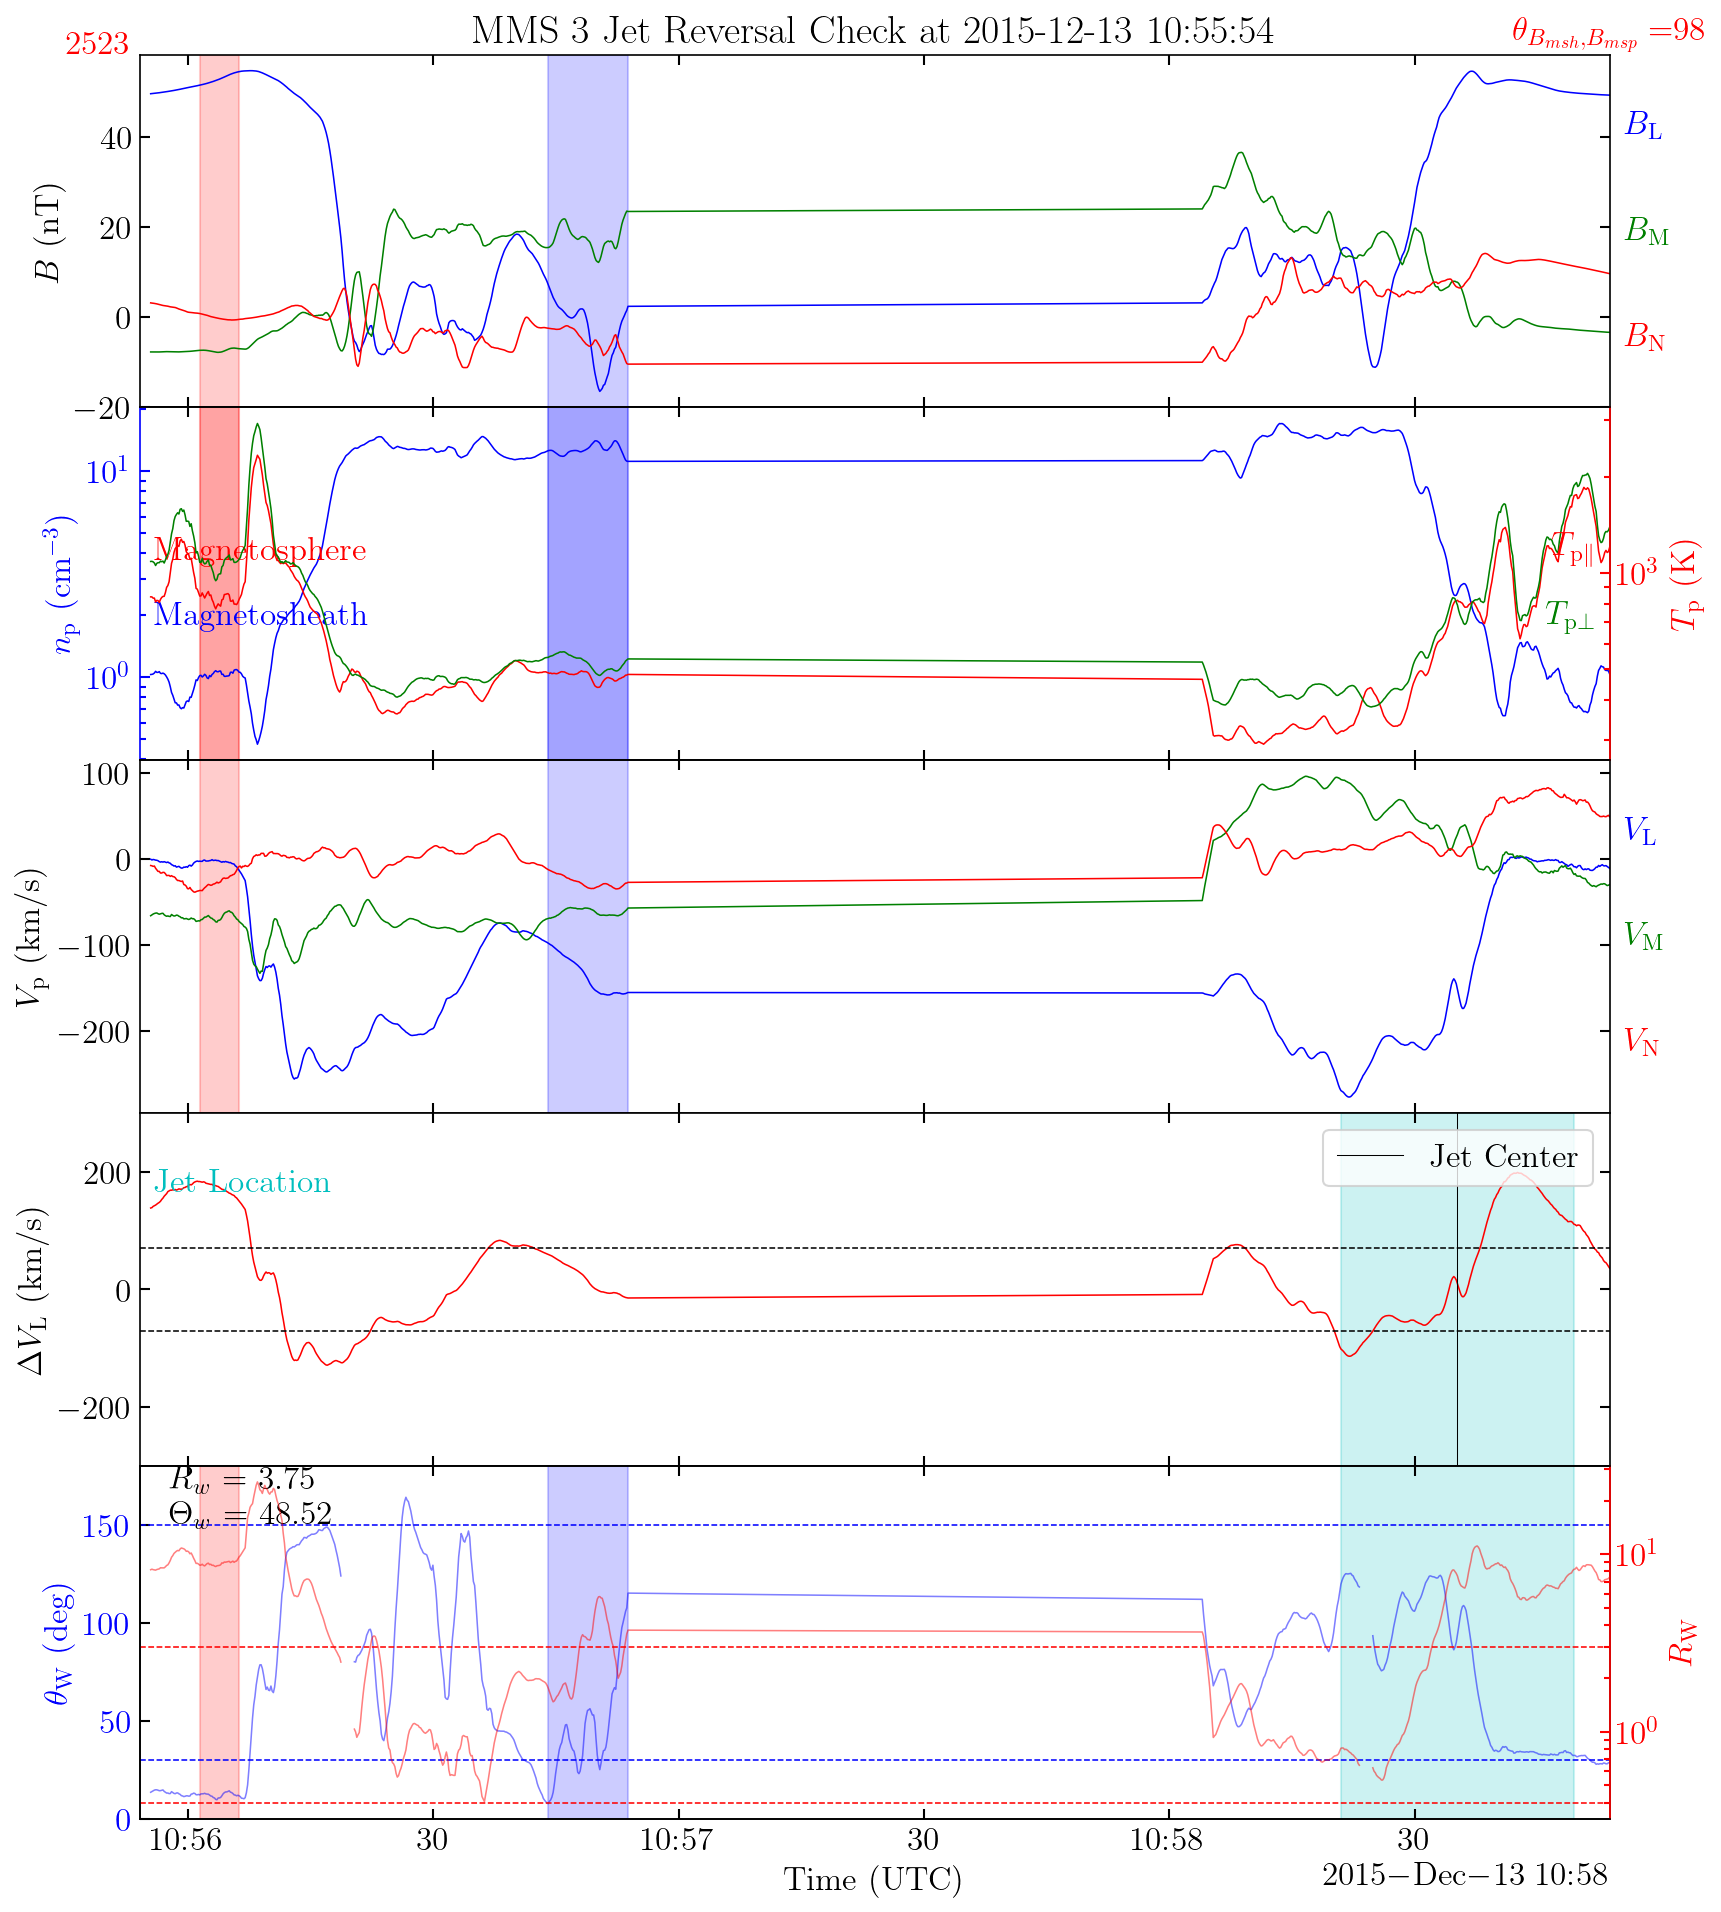 MMS 3 Jet Reversal Check at 2015-12-13 10:55:54
2523
θ_{B_{msh},B_{msp}} =98
B (nT)
40
20
0
−20
B_L
B_M
B_N
n_p (cm^{−3})
10^1
10^0
Magnetosphere
Magnetosheath
T_{p∥}
T_{p⊥}
10^3
T_p (K)
V_p (km/s)
100
0
−100
−200
V_L
V_M
V_N
ΔV_L (km/s)
200
0
−200
Jet Location
Jet Center
R_w = 3.75
Θ_w = 48.52
θ_W (deg)
150
100
50
0
10^1
10^0
R_W
10:56 30 10:57 30 10:58 30
Time (UTC)
2015−Dec−13 10:58